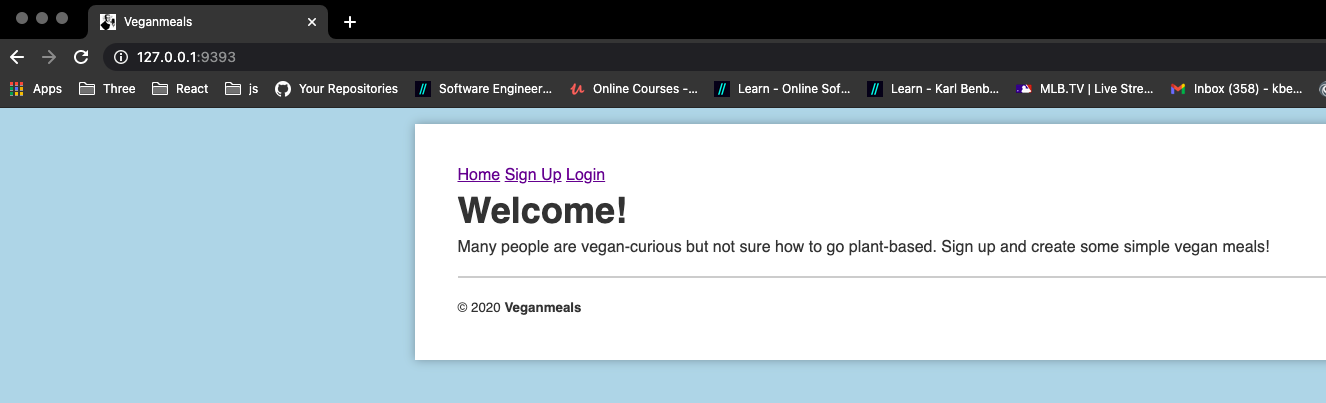 Veganmeals
127.0.0.1:9393
Apps Three React js Your Repositories Software Engineer... Online Courses -... Learn - Online Sof... Learn - Karl Benb... MLB.TV | Live Stre... Inbox (358) - kbe...
Home Sign Up Login
Welcome!
Many people are vegan-curious but not sure how to go plant-based. Sign up and create some simple vegan meals!
© 2020 Veganmeals